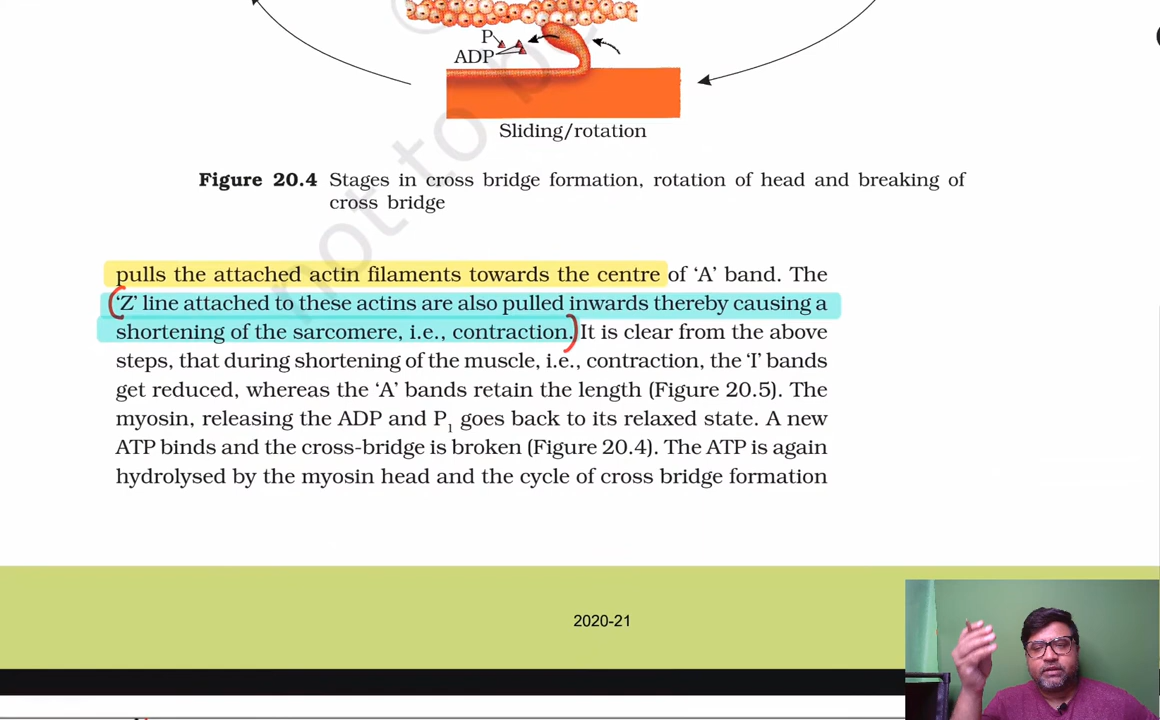 P
ADP
Sliding/rotation
Figure 20.4 Stages in cross bridge formation, rotation of head and breaking of
cross bridge
pulls the attached actin filaments towards the centre of ‘A’ band. The
‘Z’ line attached to these actins are also pulled inwards thereby causing a
shortening of the sarcomere, i.e., contraction. It is clear from the above
steps, that during shortening of the muscle, i.e., contraction, the ‘I’ bands
get reduced, whereas the ‘A’ bands retain the length (Figure 20.5). The
myosin, releasing the ADP and P1 goes back to its relaxed state. A new
ATP binds and the cross-bridge is broken (Figure 20.4). The ATP is again
hydrolysed by the myosin head and the cycle of cross bridge formation
2020-21
not to b